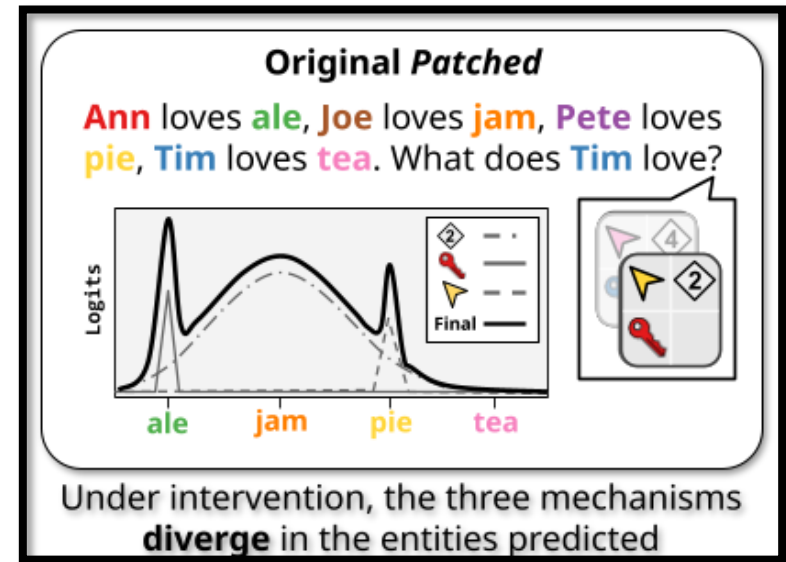 Original Patched
Ann loves ale, Joe loves jam, Pete loves
pie, Tim loves tea. What does Tim love?
Logits
2
Final
4
2
ale jam pie tea
Under intervention, the three mechanisms
diverge in the entities predicted